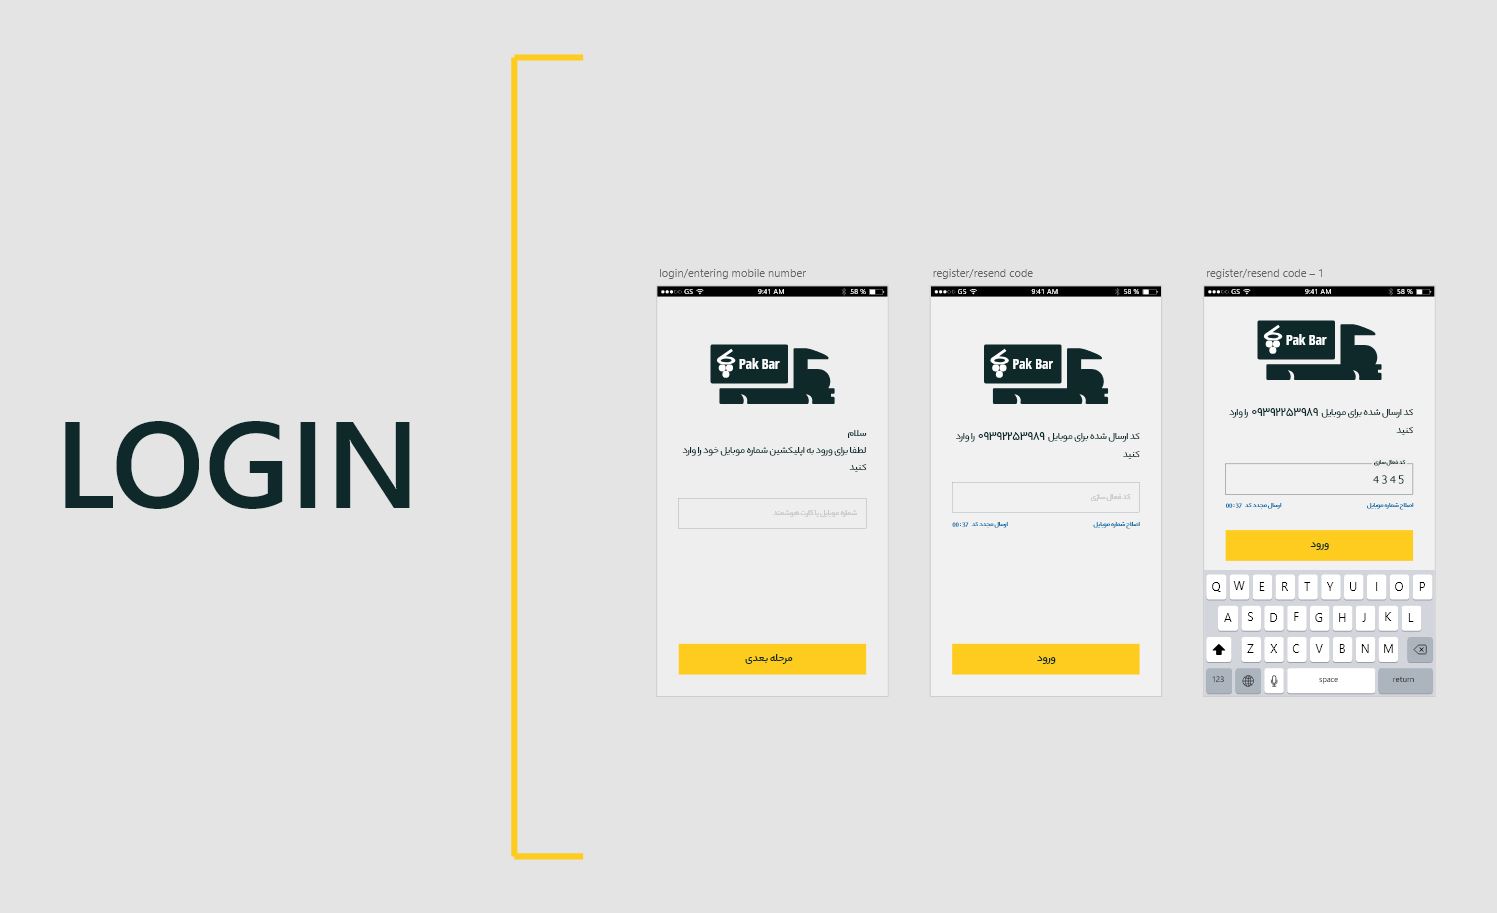 LOGIN
login/entering mobile number
GS 9:41 AM 58 %
Pak Bar
سلام
لطفا برای ورود به اپلیکشین شماره موبایل خود را وارد
کنید
شماره موبایل یا کارت هوشمند
مرحله بعدی
register/resend code
GS 9:41 AM 58 %
Pak Bar
کد ارسال شده برای موبایل ۰۹۳۹۲۲۵۳۹۸۹ را وارد
کنید
کد فعال سازی
اصلاح شماره موبایل
ارسال مجدد کد 00:37
ورود
register/resend code – 1
GS 9:41 AM 58 %
Pak Bar
کد ارسال شده برای موبایل ۰۹۳۹۲۲۵۳۹۸۹ را وارد
کنید
کد فعال سازی
4345
اصلاح شماره موبایل
ارسال مجدد کد 00:37
ورود
Q W E R T Y U I O P
A S D F G H J K L
Z X C V B N M
123 space return